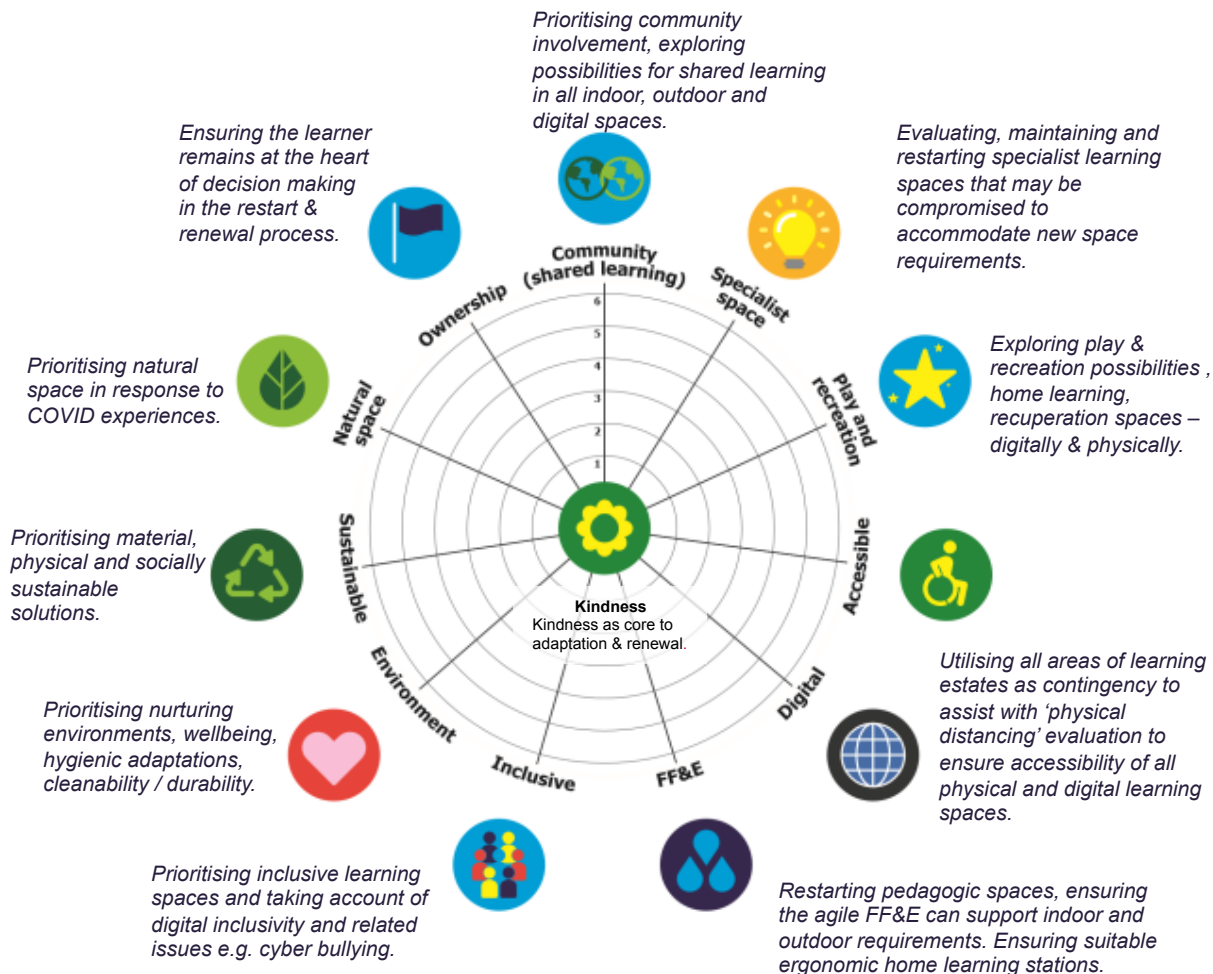 Prioritising community
involvement, exploring
possibilities for shared learning
in all indoor, outdoor and
digital spaces.
Ensuring the learner
remains at the heart
of decision making
in the restart &
renewal process.
Evaluating, maintaining and
restarting specialist learning
spaces that may be
compromised to
accommodate new space
requirements.
Community
(shared learning)
Ownership
Specialist
space
6
5
4
3
2
1
Prioritising natural
space in response to
COVID experiences.
Natural
space
Play and
recreation
Exploring play &
recreation possibilities ,
home learning,
recuperation spaces –
digitally & physically.
Prioritising material,
physical and socially
sustainable
solutions.
Sustainable
Accessible
Kindness
Kindness as core to
adaptation & renewal.
Environment
Digital
Inclusive
FF&E
Prioritising nurturing
environments, wellbeing,
hygienic adaptations,
cleanability / durability.
Utilising all areas of learning
estates as contingency to
assist with ‘physical
distancing’ evaluation to
ensure accessibility of all
physical and digital learning
spaces.
Prioritising inclusive learning
spaces and taking account of
digital inclusivity and related
issues e.g. cyber bullying.
Restarting pedagogic spaces, ensuring
the agile FF&E can support indoor and
outdoor requirements. Ensuring suitable
ergonomic home learning stations.